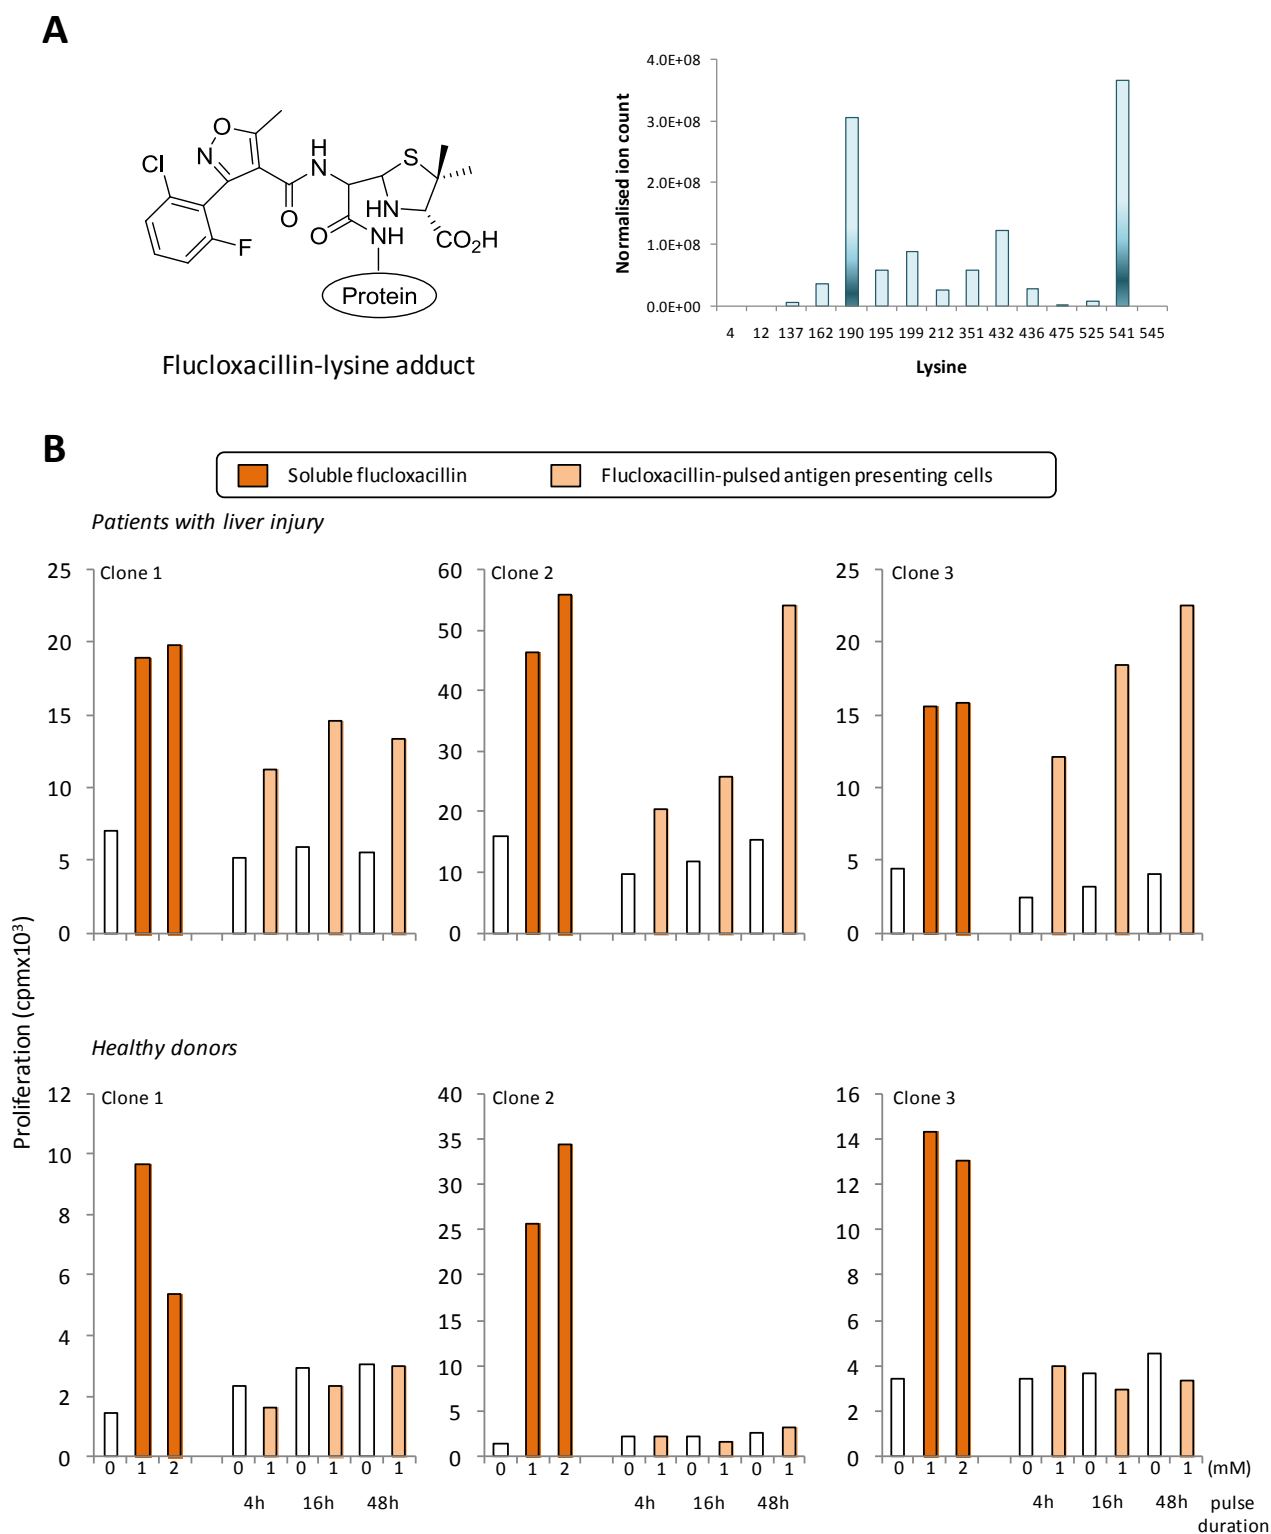 A
O
N
Cl
H
N
S
O
HN
O
NH
CO2H
F
Protein
Flucloxacillin-lysine adduct
Normalised ion count
4.0E+08
3.0E+08
2.0E+08
1.0E+08
0.0E+00
4 12 137 162 190 195 199 212 351 432 436 475 525 541 545
Lysine
B
Soluble flucloxacillin Flucloxacillin-pulsed antigen presenting cells
Patients with liver injury
Proliferation (cpmx10³)
Clone 1
25
20
15
10
5
0
Clone 2
60
50
40
30
20
10
0
Clone 3
25
20
15
10
5
0
Healthy donors
Clone 1
12
10
8
6
4
2
0
0 1 2 0 1 0 1 0 1
4h 16h 48h
Clone 2
40
35
30
25
20
15
10
5
0
0 1 2 0 1 0 1 0 1
4h 16h 48h
Clone 3
16
14
12
10
8
6
4
2
0
0 1 2 0 1 0 1 0 1 (mM)
4h 16h 48h pulse
duration